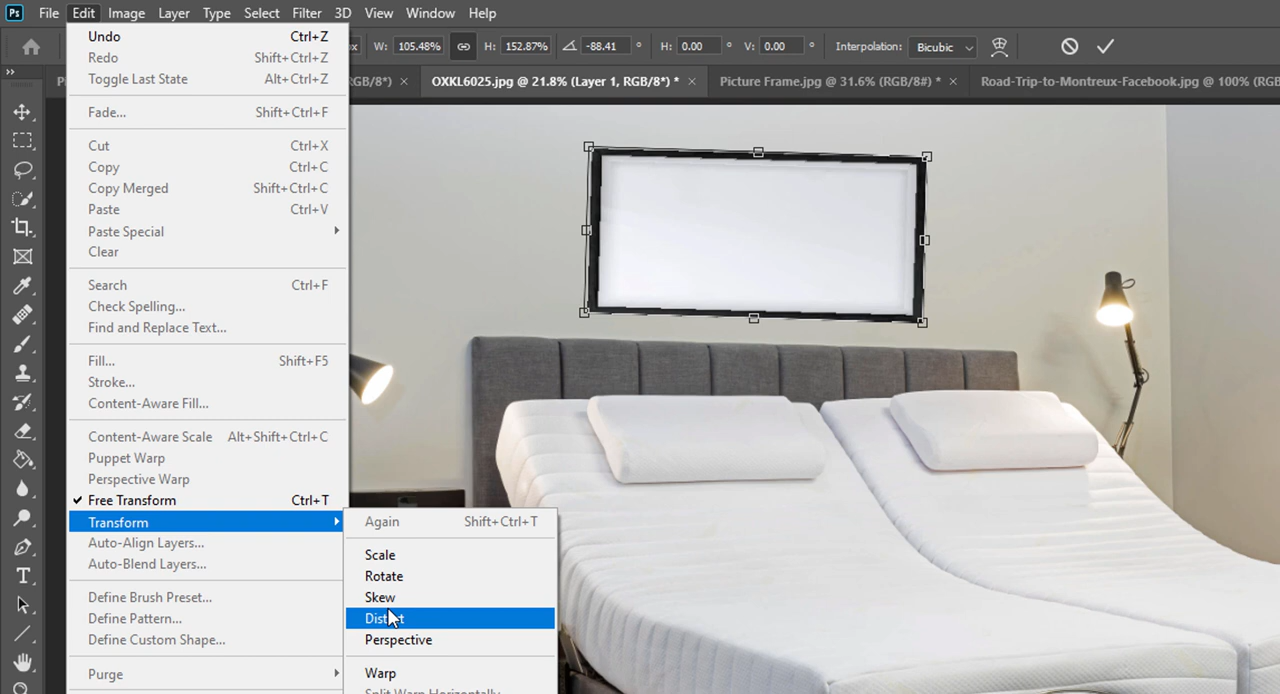 Ps File Edit Image Layer Type Select Filter 3D View Window Help
W: 105.48% H: 152.87% -88.41 ° H: 0.00 ° V: 0.00 ° Interpolation: Bicubic
RGB/8*) × OXKL6025.jpg @ 21.8% (Layer 1, RGB/8*) * × Picture Frame.jpg @ 31.6% (RGB/8#) * × Road-Trip-to-Montreux-Facebook.jpg @ 100% (RGB
Undo Ctrl+Z
Redo Shift+Ctrl+Z
Toggle Last State Alt+Ctrl+Z
Fade... Shift+Ctrl+F
Cut Ctrl+X
Copy Ctrl+C
Copy Merged Shift+Ctrl+C
Paste Ctrl+V
Paste Special
Clear
Search Ctrl+F
Check Spelling...
Find and Replace Text...
Fill... Shift+F5
Stroke...
Content-Aware Fill...
Content-Aware Scale Alt+Shift+Ctrl+C
Puppet Warp
Perspective Warp
Free Transform Ctrl+T
Transform
Auto-Align Layers...
Auto-Blend Layers...
Define Brush Preset...
Define Pattern...
Define Custom Shape...
Purge
Again Shift+Ctrl+T
Scale
Rotate
Skew
Distort
Perspective
Warp
Split Warp Horizontally